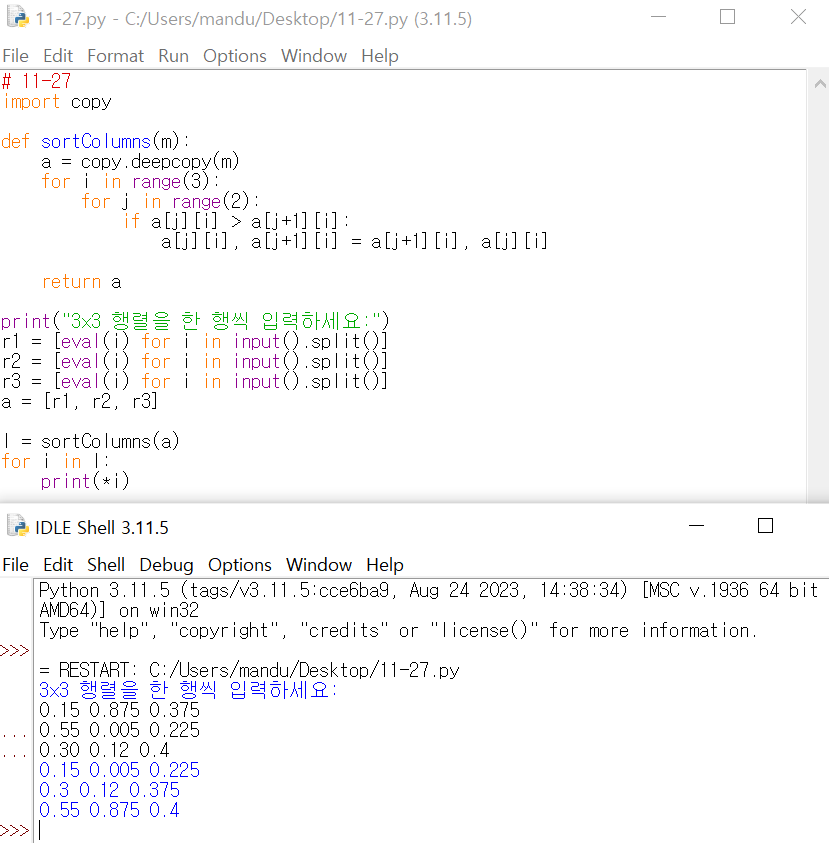 11-27.py - C:/Users/mandu/Desktop/11-27.py (3.11.5)
File Edit Format Run Options Window Help
# 11-27
import copy
def sortColumns(m):
    a = copy.deepcopy(m)
    for i in range(3):
        for j in range(2):
            if a[j][i] > a[j+1][i]:
                a[j][i], a[j+1][i] = a[j+1][i], a[j][i]
    return a
print("3x3 행렬을 한 행씩 입력하세요:")
r1 = [eval(i) for i in input().split()]
r2 = [eval(i) for i in input().split()]
r3 = [eval(i) for i in input().split()]
a = [r1, r2, r3]
l = sortColumns(a)
for i in l:
    print(*i)
IDLE Shell 3.11.5
File Edit Shell Debug Options Window Help
Python 3.11.5 (tags/v3.11.5:cce6ba9, Aug 24 2023, 14:38:34) [MSC v.1936 64 bit
AMD64)] on win32
Type "help", "copyright", "credits" or "license()" for more information.
>>>
= RESTART: C:/Users/mandu/Desktop/11-27.py
3x3 행렬을 한 행씩 입력하세요:
0.15 0.875 0.375
... 0.55 0.005 0.225
... 0.30 0.12 0.4
0.15 0.005 0.225
0.3 0.12 0.375
0.55 0.875 0.4
>>>